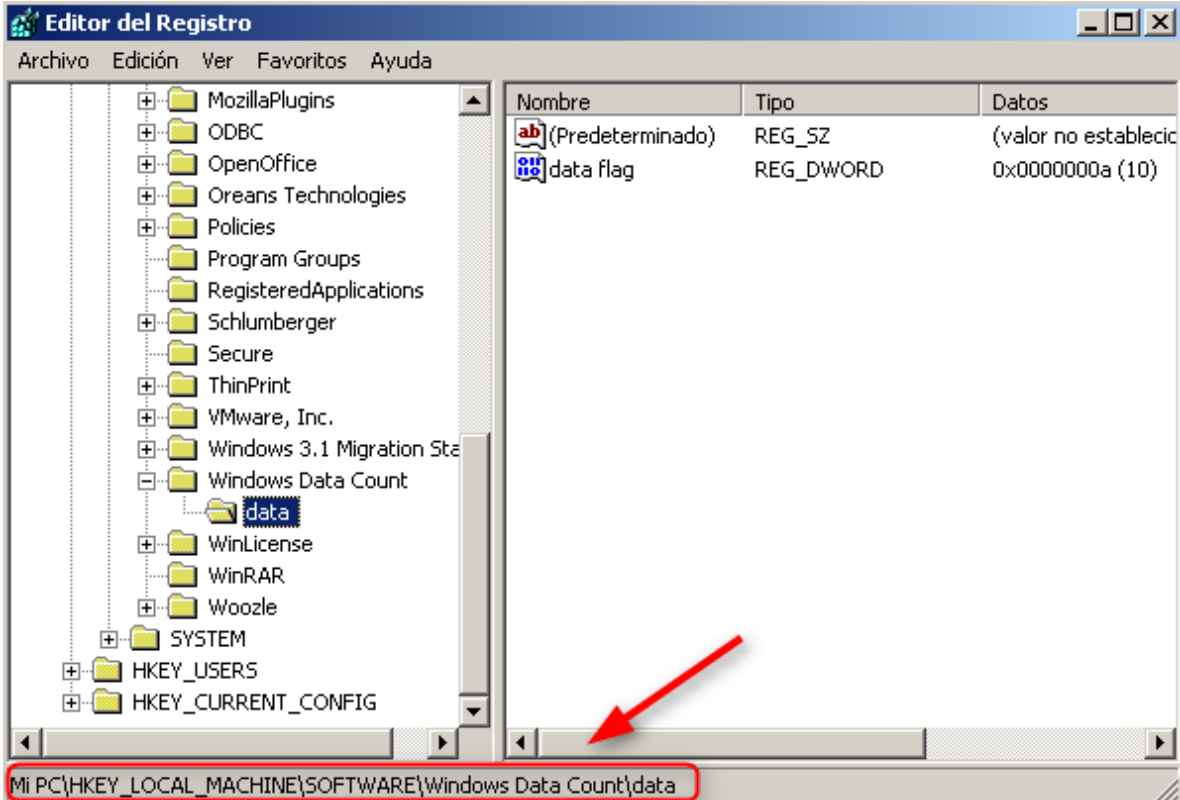 Editor del Registro
Archivo Edición Ver Favoritos Ayuda
MozillaPlugins
ODBC
OpenOffice
Oreans Technologies
Policies
Program Groups
RegisteredApplications
Schlumberger
Secure
ThinPrint
VMware, Inc.
Windows 3.1 Migration Sta
Windows Data Count
data
WinLicense
WinRAR
Woozle
SYSTEM
HKEY_USERS
HKEY_CURRENT_CONFIG
Nombre Tipo Datos
(Predeterminado) REG_SZ (valor no establecic
data flag REG_DWORD 0x0000000a (10)
Mi PC\HKEY_LOCAL_MACHINE\SOFTWARE\Windows Data Count\data